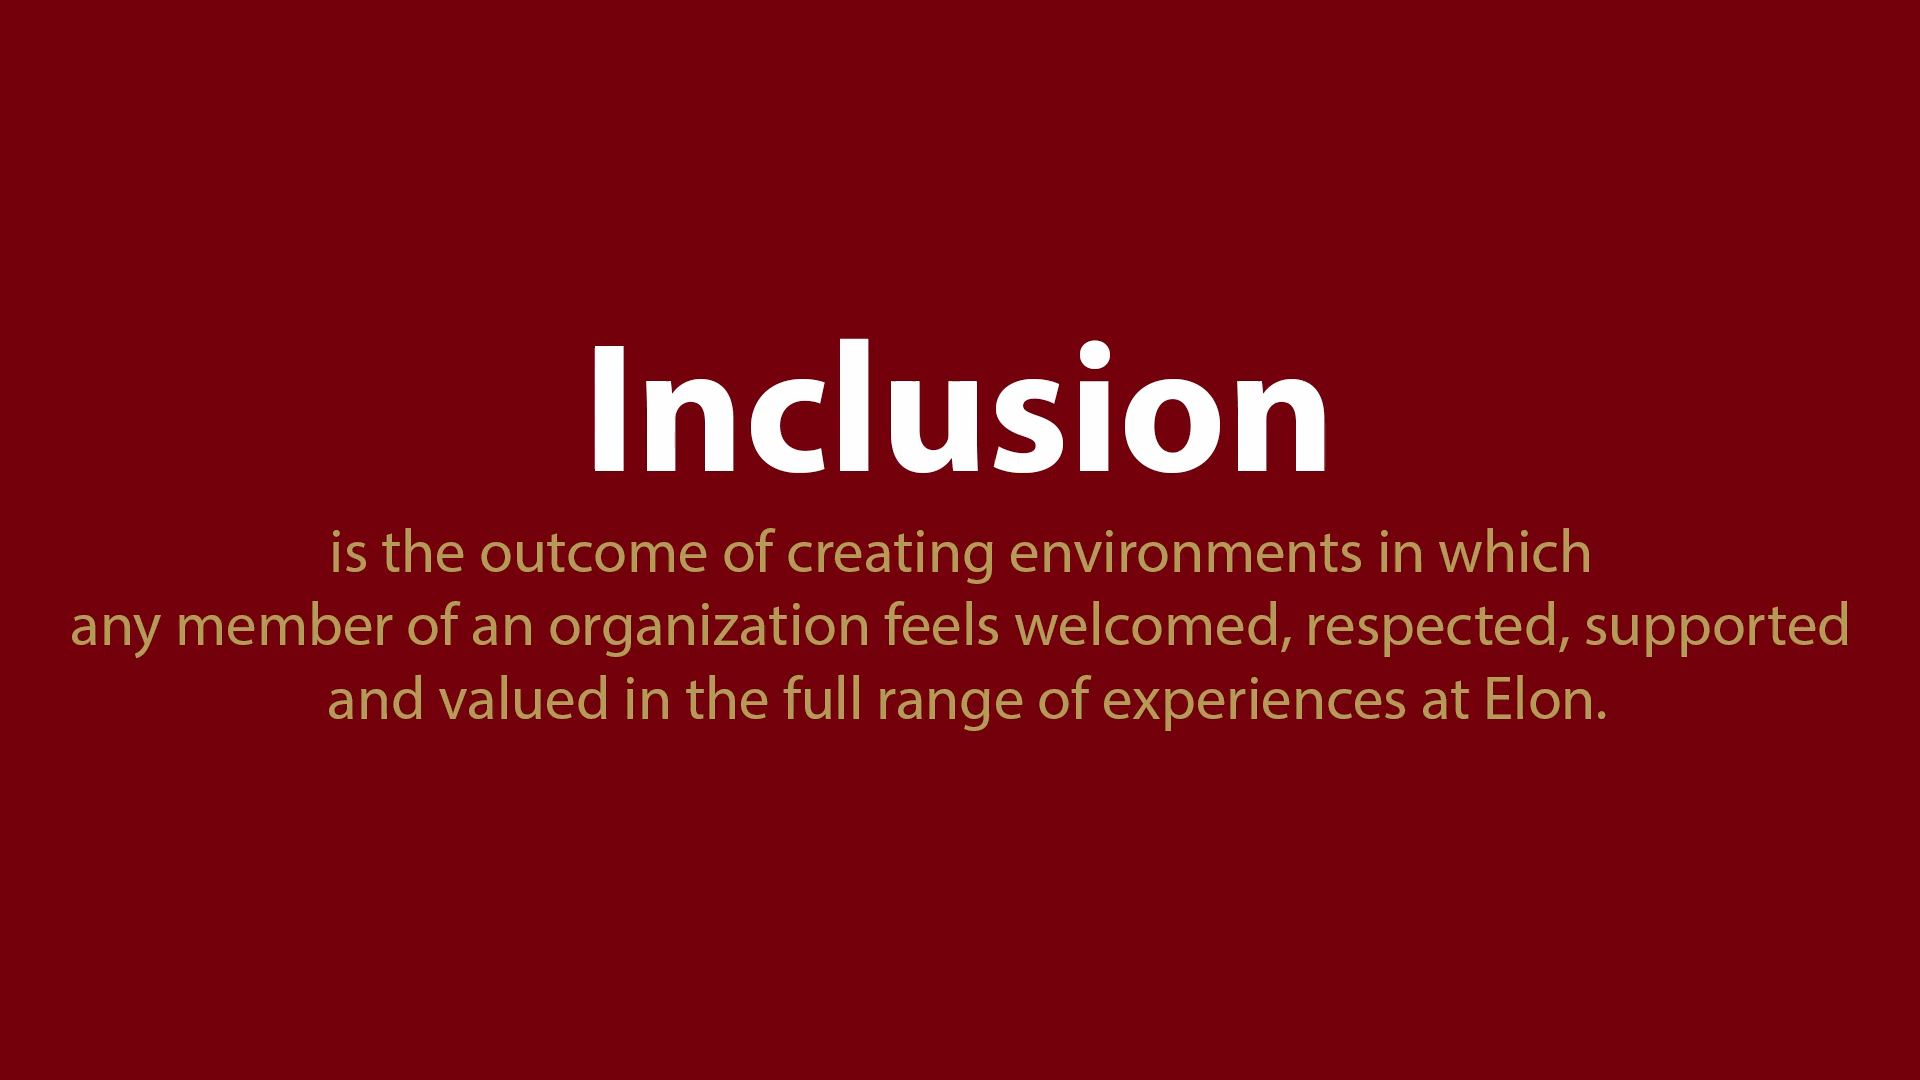 Inclusion
is the outcome of creating environments in which
any member of an organization feels welcomed, respected, supported
and valued in the full range of experiences at Elon.